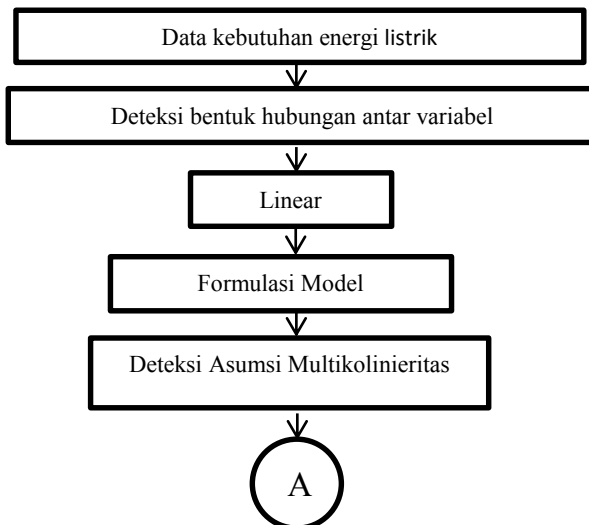 Data kebutuhan energi listrik
Deteksi bentuk hubungan antar variabel
Linear
Formulasi Model
Deteksi Asumsi Multikolinieritas
A